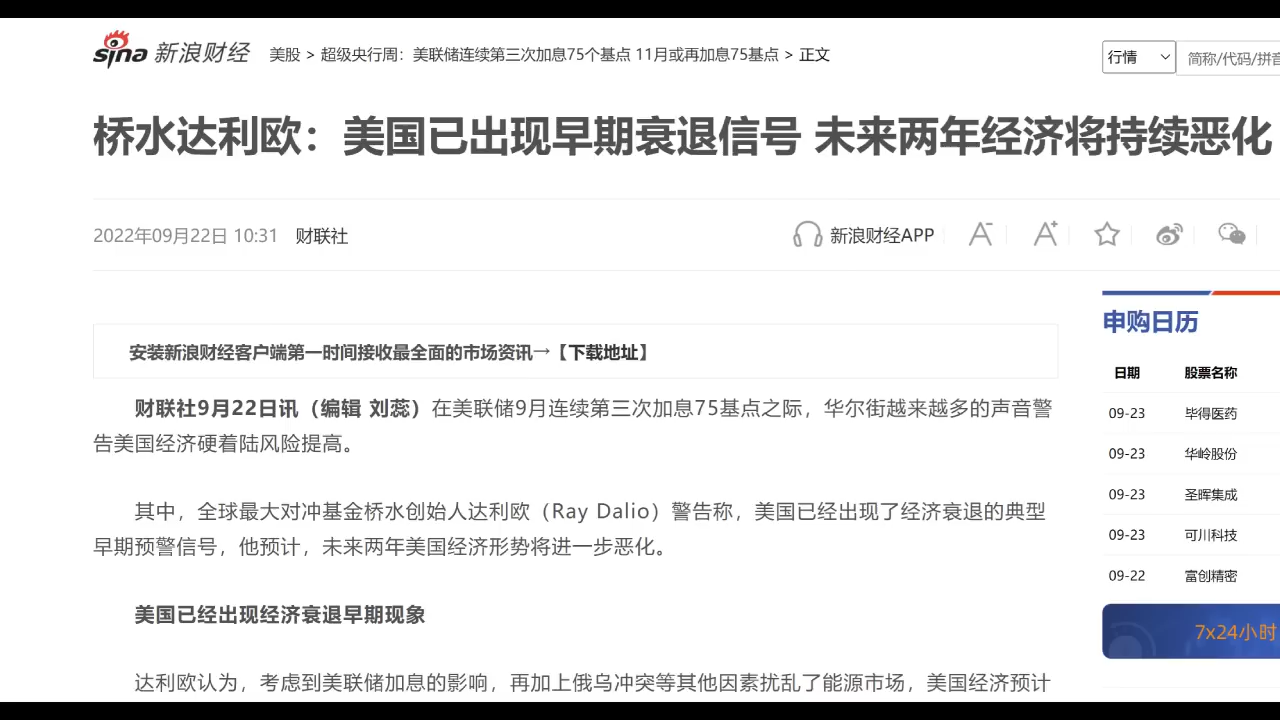 sina 新浪财经 美股 > 超级央行周：美联储连续第三次加息75个基点 11月或再加息75基点 > 正文
行情 简称/代码/拼音
桥水达利欧：美国已出现早期衰退信号 未来两年经济将持续恶化
2022年09月22日 10:31 财联社
新浪财经APP A- A+
安装新浪财经客户端第一时间接收最全面的市场资讯→【下载地址】
财联社9月22日讯（编辑 刘蕊）在美联储9月连续第三次加息75基点之际，华尔街越来越多的声音警
告美国经济硬着陆风险提高。
其中，全球最大对冲基金桥水创始人达利欧（Ray Dalio）警告称，美国已经出现了经济衰退的典型
早期预警信号，他预计，未来两年美国经济形势将进一步恶化。
美国已经出现经济衰退早期现象
达利欧认为，考虑到美联储加息的影响，再加上俄乌冲突等其他因素扰乱了能源市场，美国经济预计
申购日历
日期 股票名称
09-23 毕得医药
09-23 华岭股份
09-23 圣晖集成
09-23 可川科技
09-22 富创精密
7x24小时